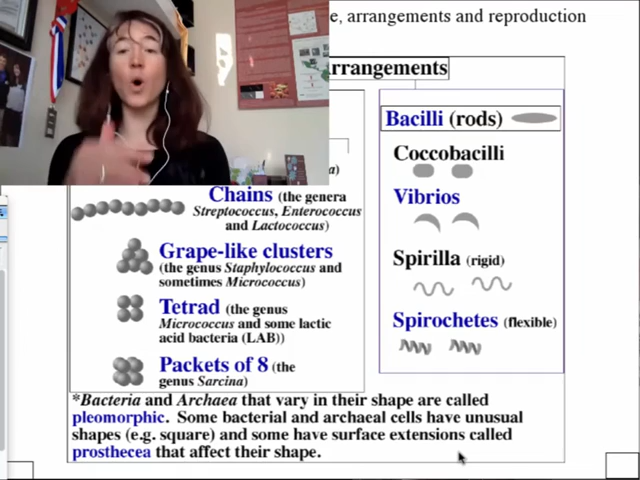 e, arrangements and reproduction
rrangements
a)
Chains (the genera
Streptococcus, Enterococcus
and Lactococcus)
Grape-like clusters
(the genus Staphylococcus and
sometimes Micrococcus)
Tetrad (the genus
Micrococcus and some lactic
acid bacteria (LAB))
Packets of 8 (the
genus Sarcina)
Bacilli (rods)
Coccobacilli
Vibrios
Spirilla (rigid)
Spirochetes (flexible)
*Bacteria and Archaea that vary in their shape are called
pleomorphic. Some bacterial and archaeal cells have unusual
shapes (e.g. square) and some have surface extensions called
prosthecea that affect their shape.